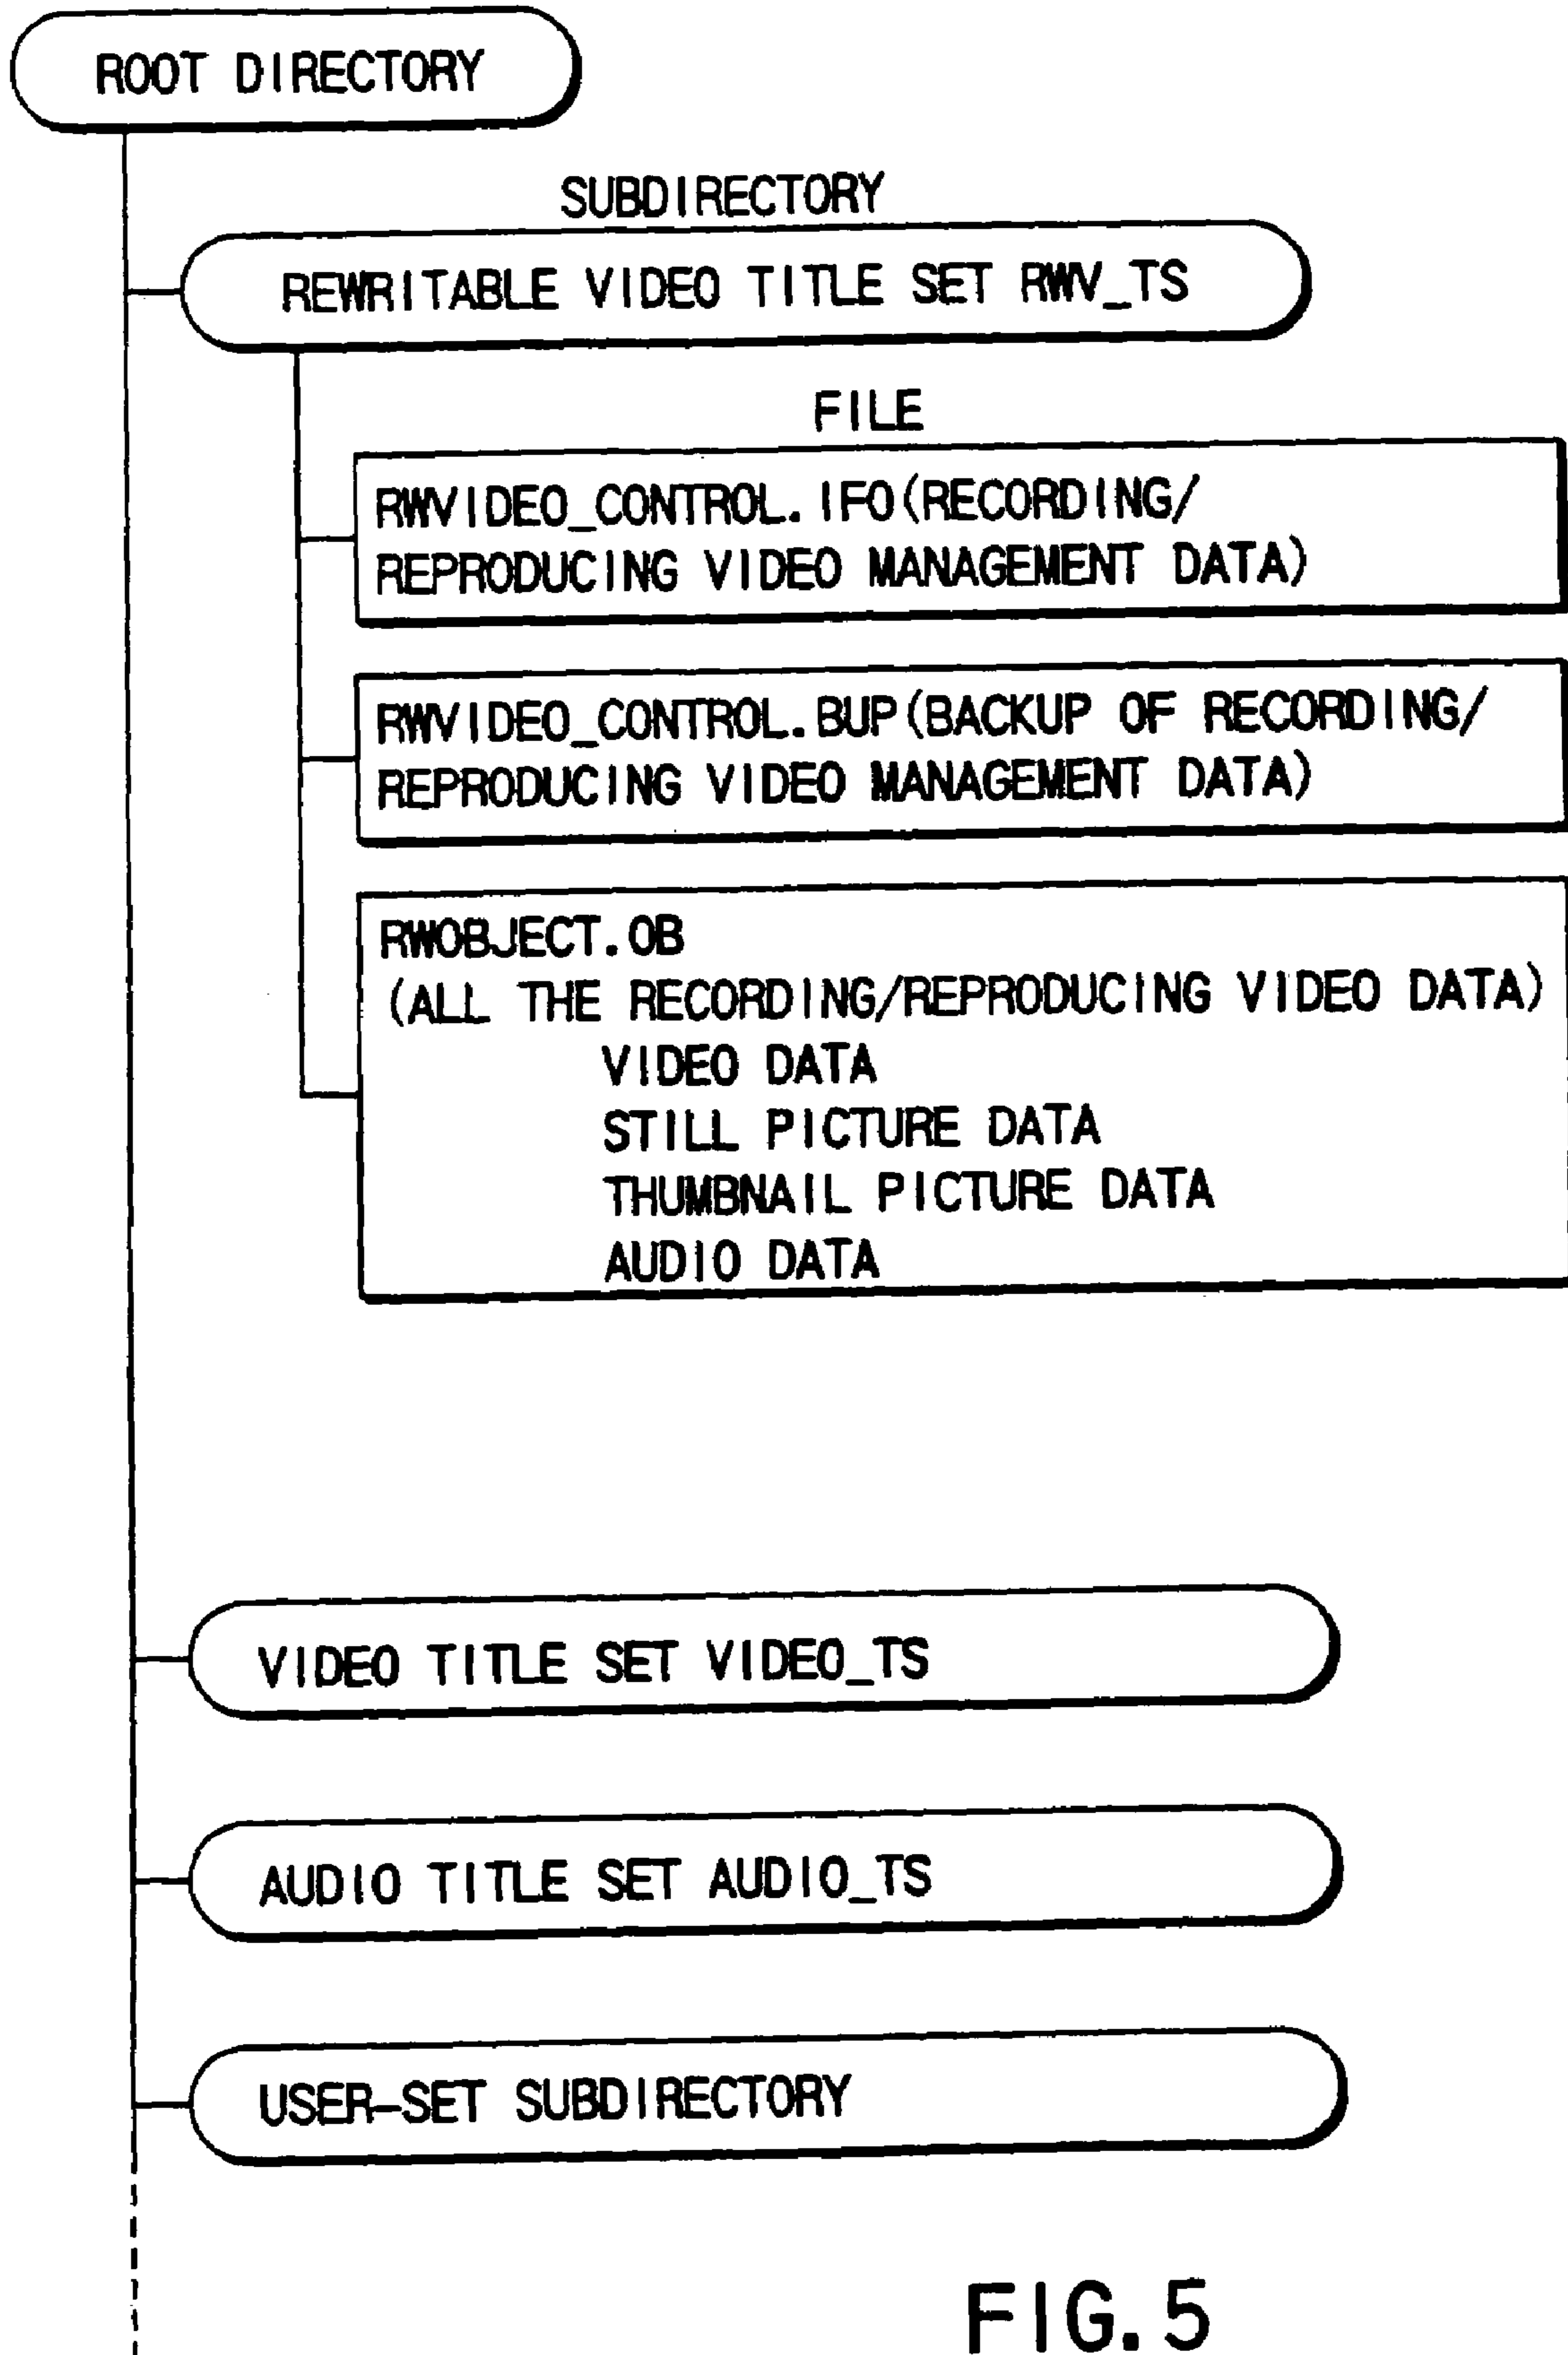 ROOT DIRECTORY
SUBDIRECTORY
REWRITABLE VIDEO TITLE SET RWV_TS
FILE
RWVIDEO_CONTROL.IFO(RECORDING/
REPRODUCING VIDEO MANAGEMENT DATA)
RWVIDEO_CONTROL.BUP(BACKUP OF RECORDING/
REPRODUCING VIDEO MANAGEMENT DATA)
RWOBJECT.OB
(ALL THE RECORDING/REPRODUCING VIDEO DATA)
VIDEO DATA
STILL PICTURE DATA
THUMBNAIL PICTURE DATA
AUDIO DATA
VIDEO TITLE SET VIDEO_TS
AUDIO TITLE SET AUDIO_TS
USER-SET SUBDIRECTORY
FIG.5